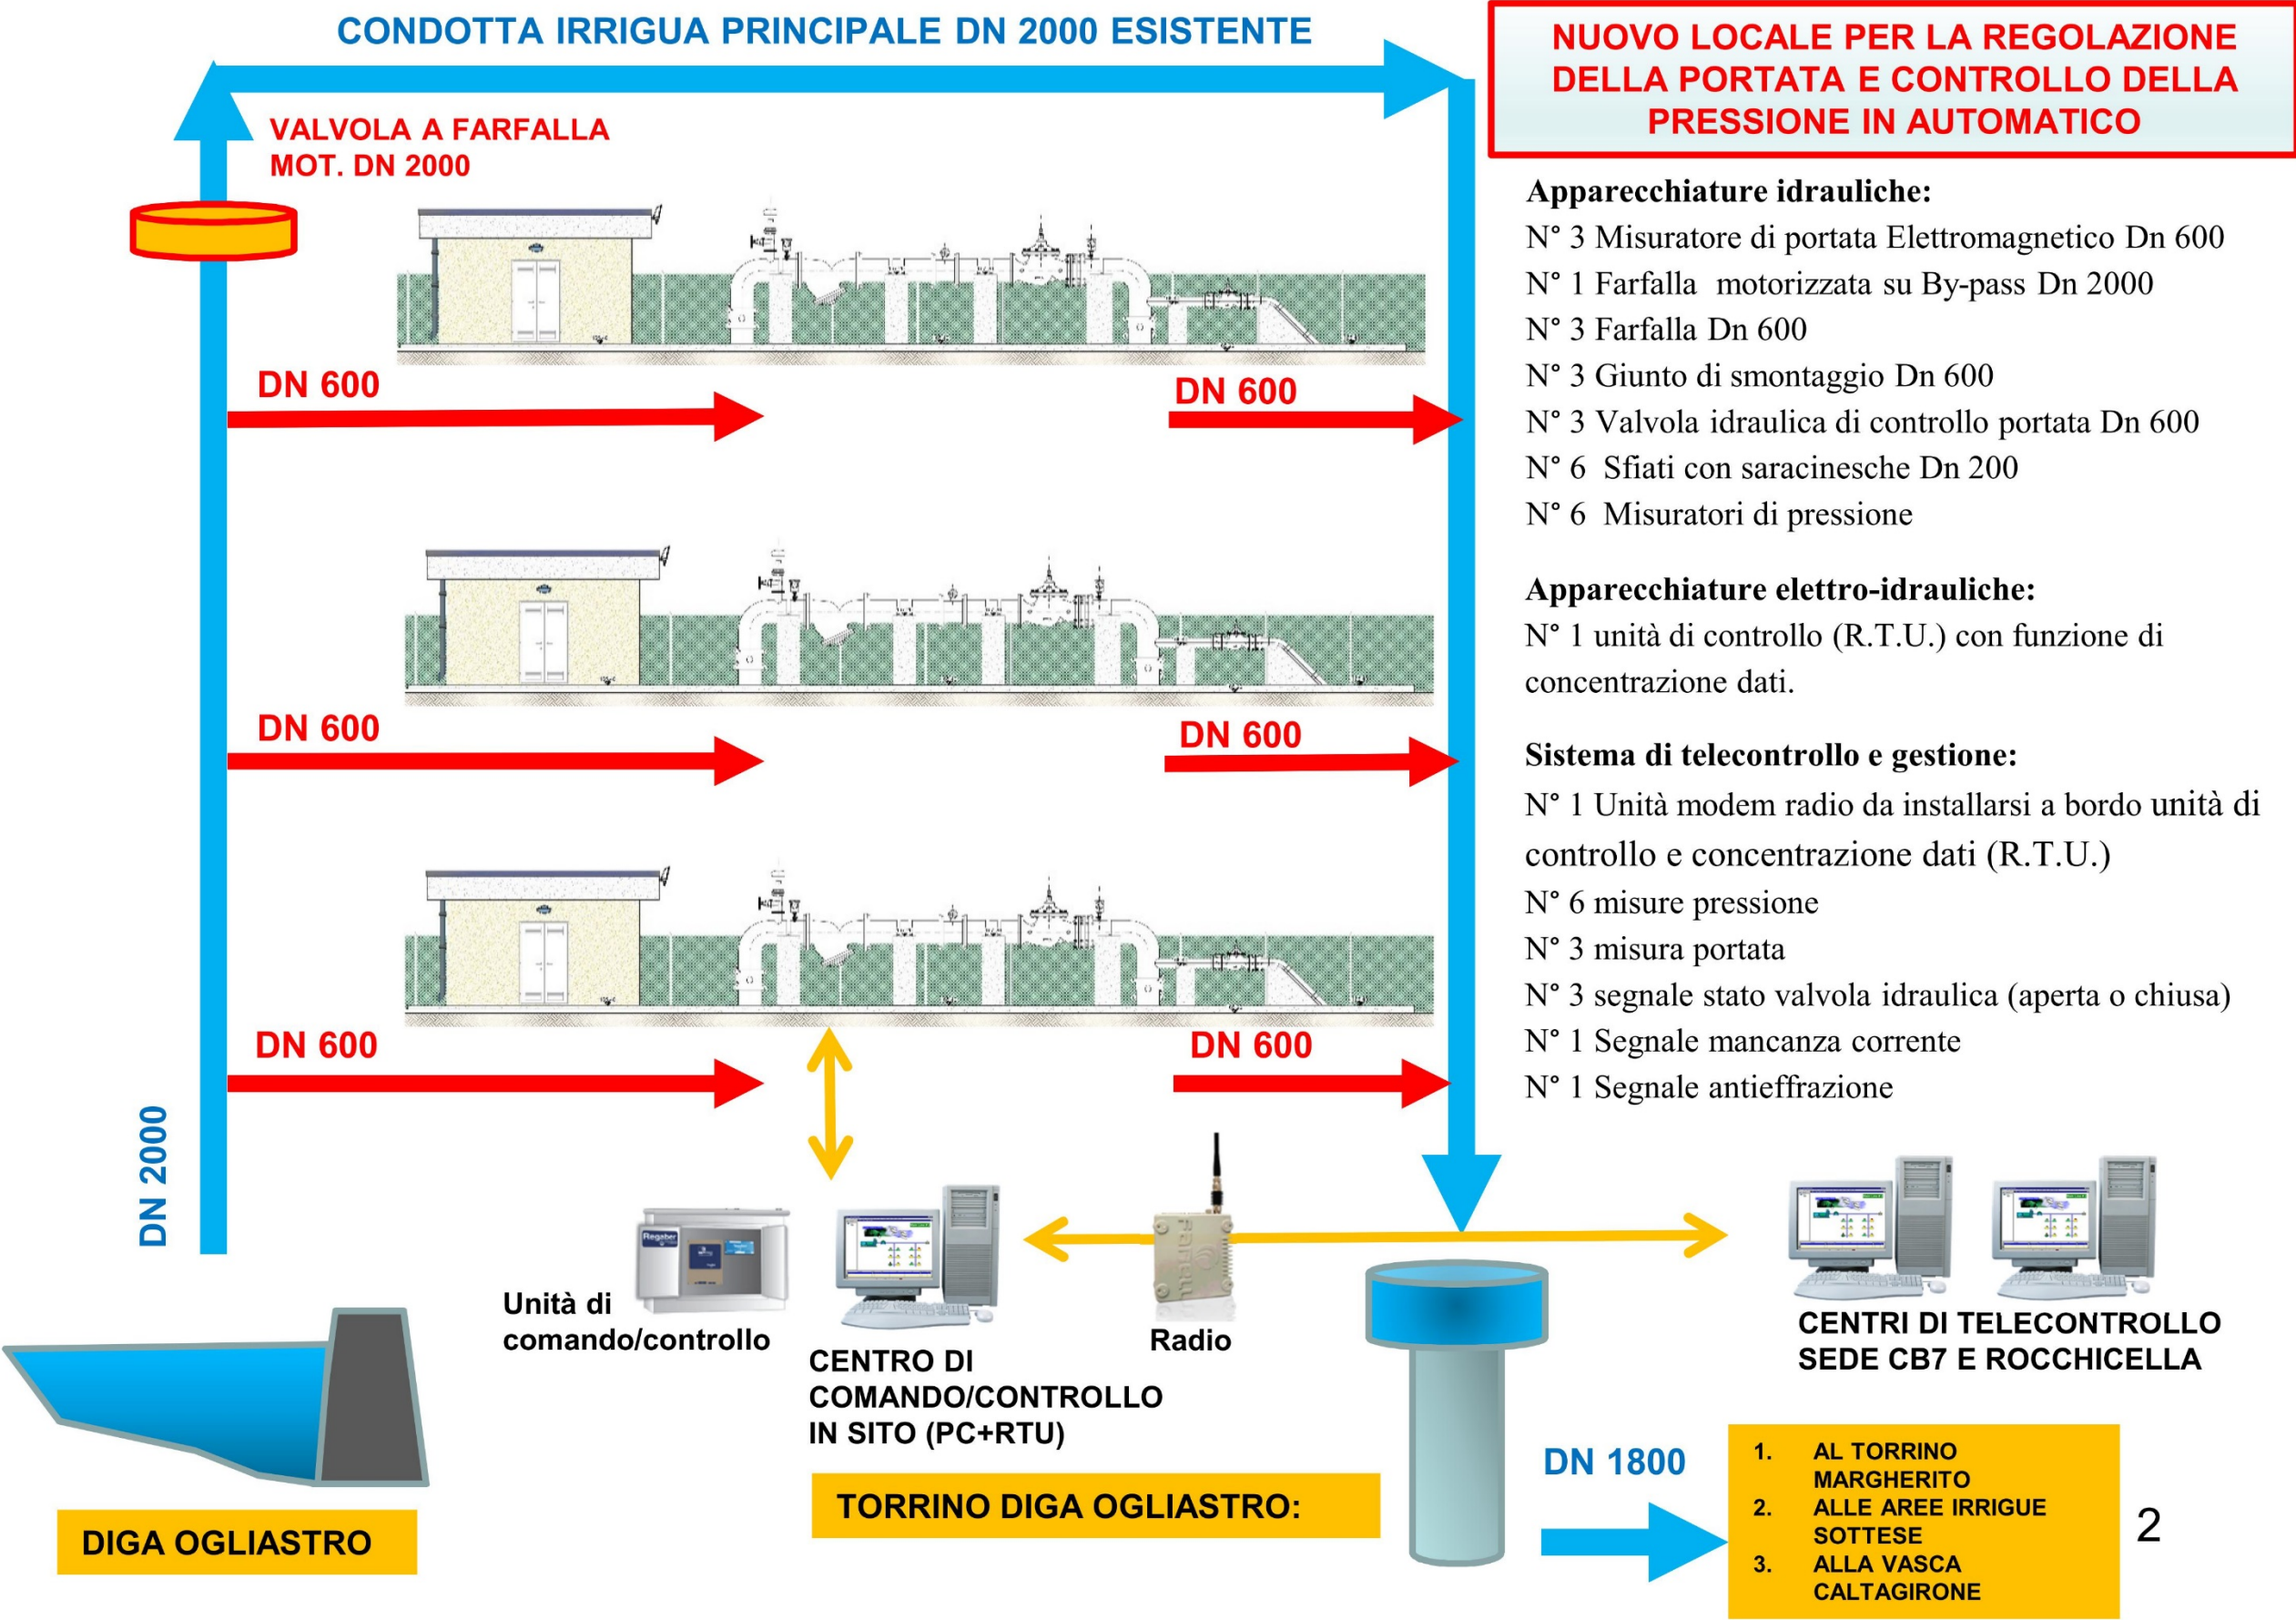 CONDOTTA IRRIGUA PRINCIPALE DN 2000 ESISTENTE
NUOVO LOCALE PER LA REGOLAZIONE
DELLA PORTATA E CONTROLLO DELLA
PRESSIONE IN AUTOMATICO
VALVOLA A FARFALLA
MOT. DN 2000
DN 600
DN 600
DN 600
DN 600
DN 600
DN 600
DN 2000
Apparecchiature idrauliche:
N° 3 Misuratore di portata Elettromagnetico Dn 600
N° 1 Farfalla motorizzata su By-pass Dn 2000
N° 3 Farfalla Dn 600
N° 3 Giunto di smontaggio Dn 600
N° 3 Valvola idraulica di controllo portata Dn 600
N° 6 Sfiati con saracinesche Dn 200
N° 6 Misuratori di pressione
Apparecchiature elettro-idrauliche:
N° 1 unità di controllo (R.T.U.) con funzione di
concentrazione dati.
Sistema di telecontrollo e gestione:
N° 1 Unità modem radio da installarsi a bordo unità di
controllo e concentrazione dati (R.T.U.)
N° 6 misure pressione
N° 3 misura portata
N° 3 segnale stato valvola idraulica (aperta o chiusa)
N° 1 Segnale mancanza corrente
N° 1 Segnale antieffrazione
Regaber
Unità di
comando/controllo
CENTRO DI
COMANDO/CONTROLLO
IN SITO (PC+RTU)
Radio
CENTRI DI TELECONTROLLO
SEDE CB7 E ROCCHICELLA
DIGA OGLIASTRO
TORRINO DIGA OGLIASTRO:
DN 1800
1. AL TORRINO
MARGHERITO
2. ALLE AREE IRRIGUE
SOTTESE
3. ALLA VASCA
CALTAGIRONE
2